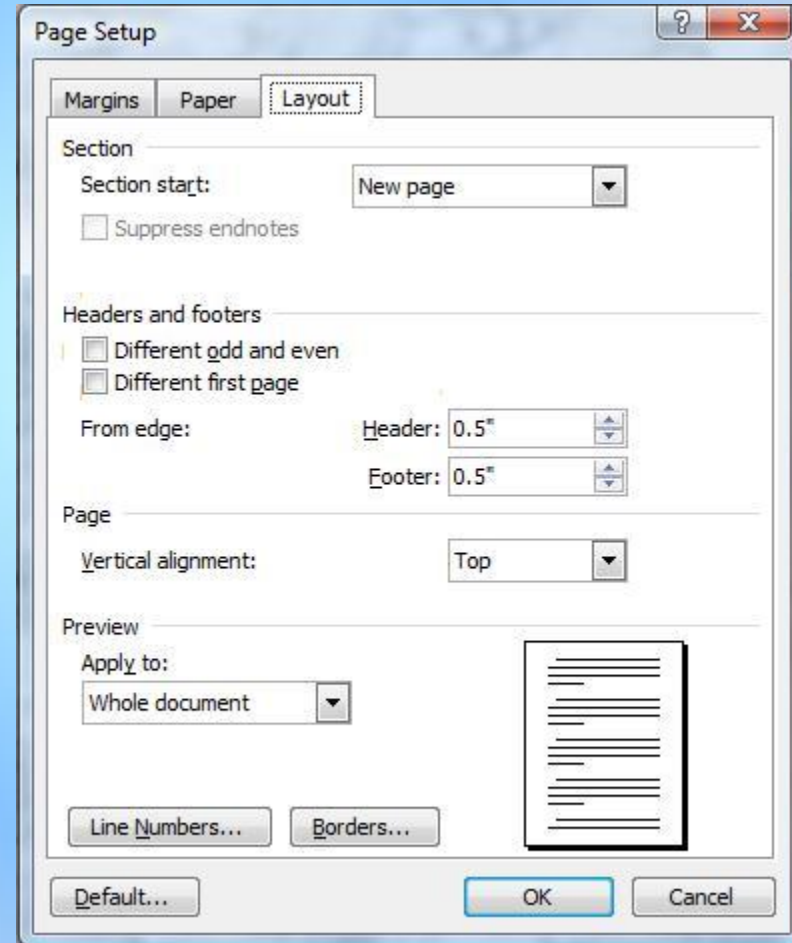 Page Setup
Margins Paper Layout
Section
Section start: New page
Suppress endnotes
Headers and footers
Different odd and even
Different first page
From edge: Header: 0.5"
Footer: 0.5"
Page
Vertical alignment: Top
Preview
Apply to:
Whole document
Line Numbers... Borders...
Default... OK Cancel